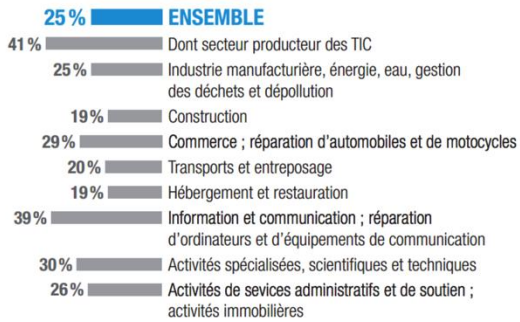 25 % ENSEMBLE
41 % Dont secteur producteur des TIC
25 % Industrie manufacturière, énergie, eau, gestion
des déchets et dépollution
19 % Construction
29 % Commerce ; réparation d'automobiles et de motocycles
20 % Transports et entreposage
19 % Hébergement et restauration
39 % Information et communication ; réparation
d'ordinateurs et d'équipements de communication
30 % Activités spécialisées, scientifiques et techniques
26 % Activités de sevices administratifs et de soutien ;
activités immobilières